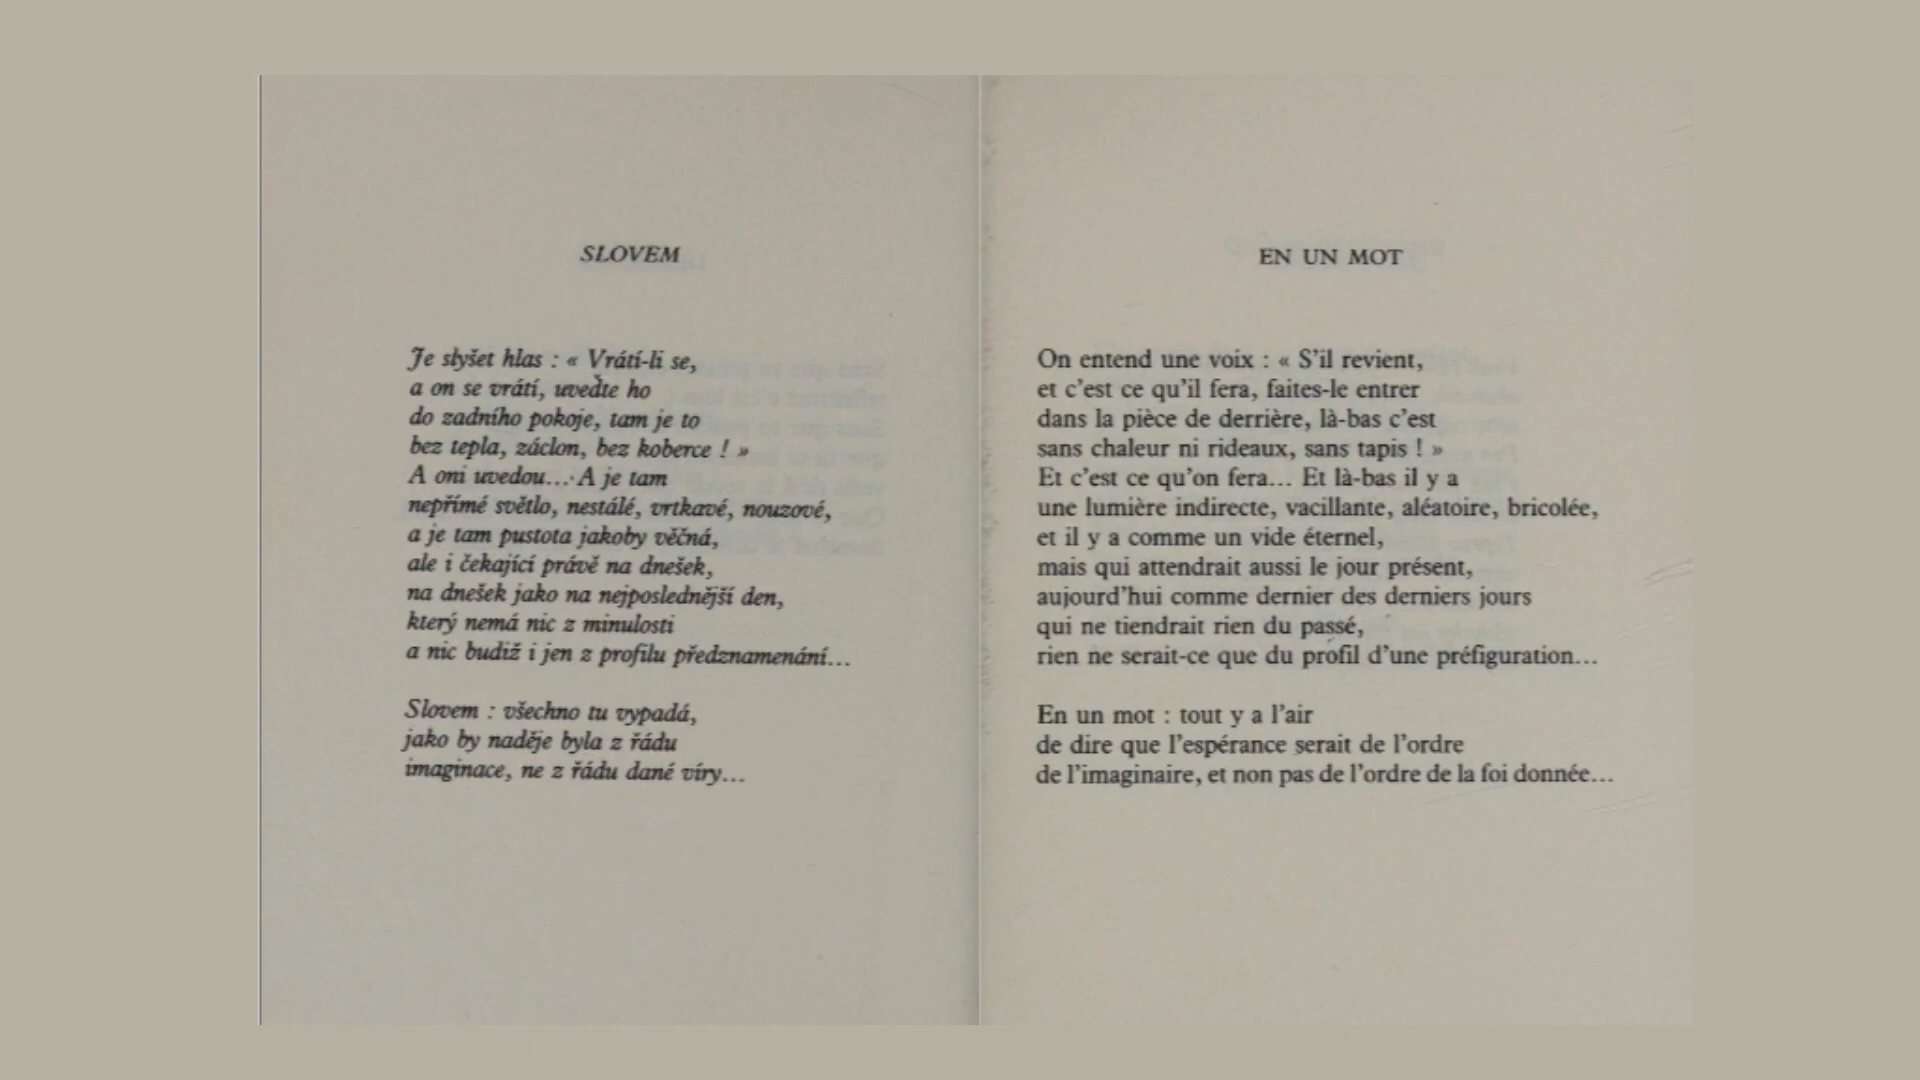 SLOVEM
Je slyšet hlas : « Vrátí-li se,
a on se vrátí, uveďte ho
do zadního pokoje, tam je to
bez tepla, záclon, bez koberce ! »
A oni uvedou... A je tam
nepřímé světlo, nestálé, vrtkavé, nouzové,
a je tam pustota jakoby věčná,
ale i čekající právě na dnešek,
na dnešek jako na nejposlednější den,
který nemá nic z minulosti
a nic budiž i jen z profilu předznamenání...
Slovem : všechno tu vypadá,
jako by naděje byla z řádu
imaginace, ne z řádu dané víry...
EN UN MOT
On entend une voix : « S'il revient,
et c'est ce qu'il fera, faites-le entrer
dans la pièce de derrière, là-bas c'est
sans chaleur ni rideaux, sans tapis ! »
Et c'est ce qu'on fera... Et là-bas il y a
une lumière indirecte, vacillante, aléatoire, bricolée,
et il y a comme un vide éternel,
mais qui attendrait aussi le jour présent,
aujourd'hui comme dernier des derniers jours
qui ne tiendrait rien du passé,
rien ne serait-ce que du profil d'une préfiguration...
En un mot : tout y a l'air
de dire que l'espérance serait de l'ordre
de l'imaginaire, et non pas de l'ordre de la foi donnée...